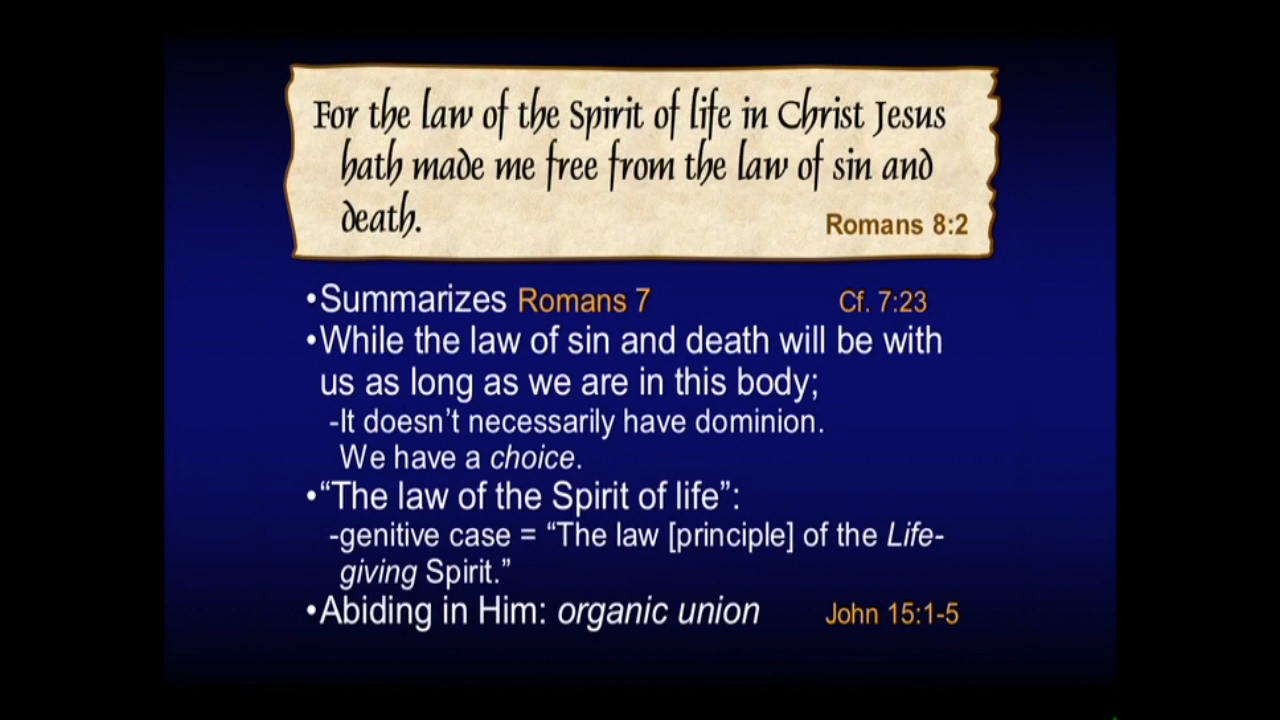 For the law of the Spirit of life in Christ Jesus
hath made me free from the law of sin and
death.
Romans 8:2
•Summarizes Romans 7 Cf. 7:23
•While the law of sin and death will be with
us as long as we are in this body;
-It doesn’t necessarily have dominion.
We have a choice.
•“The law of the Spirit of life”:
-genitive case = “The law [principle] of the Life-
giving Spirit.”
•Abiding in Him: organic union John 15:1-5